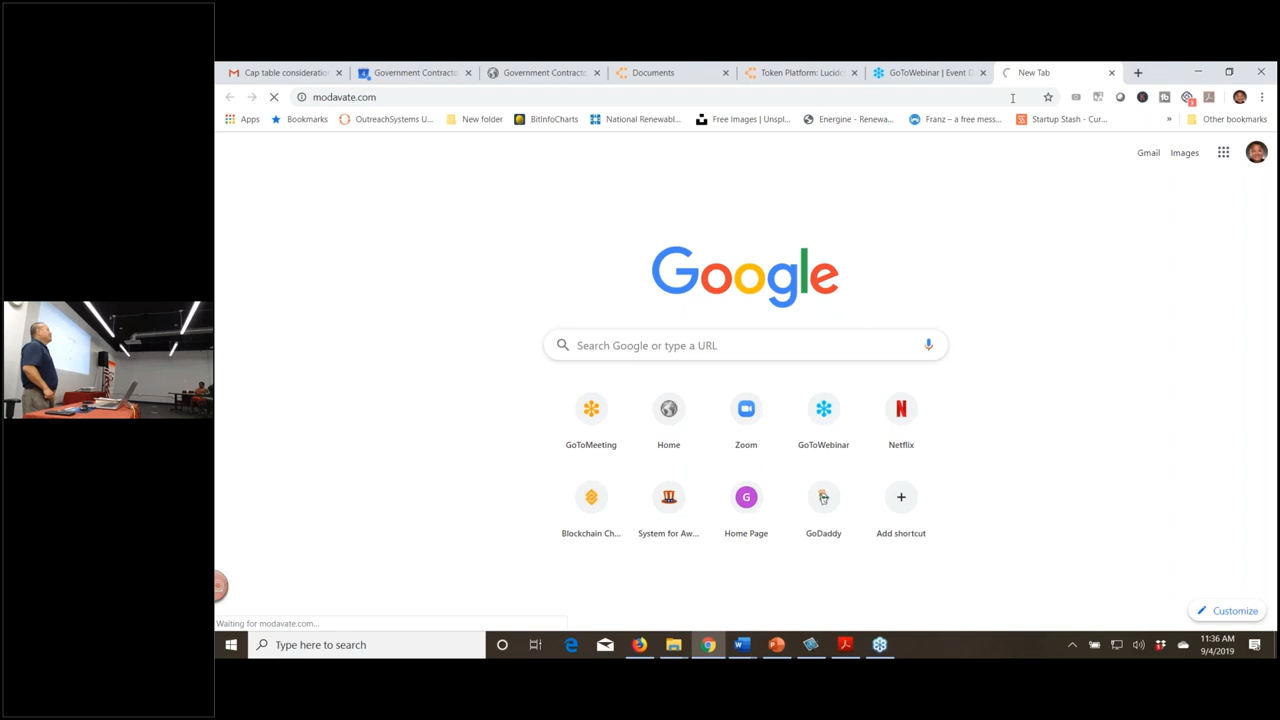 Cap table consideratio
Government Contracto
Government Contracto
Documents
Token Platform: Lucid
GoToWebinar | Event D
New Tab
modavate.com
Apps
Bookmarks
OutreachSystems U...
New folder
BitInfoCharts
National Renewabl...
Free Images | Unspl...
Energine - Renewa...
Franz – a free mess...
Startup Stash - Cur...
»
Other bookmarks
Gmail
Images
Google
Search Google or type a URL
GoToMeeting
Home
Zoom
GoToWebinar
Netflix
Blockchain Ch...
System for Aw...
Home Page
GoDaddy
Add shortcut
Customize
Waiting for modavate.com...
Type here to search
11:36 AM
9/4/2019